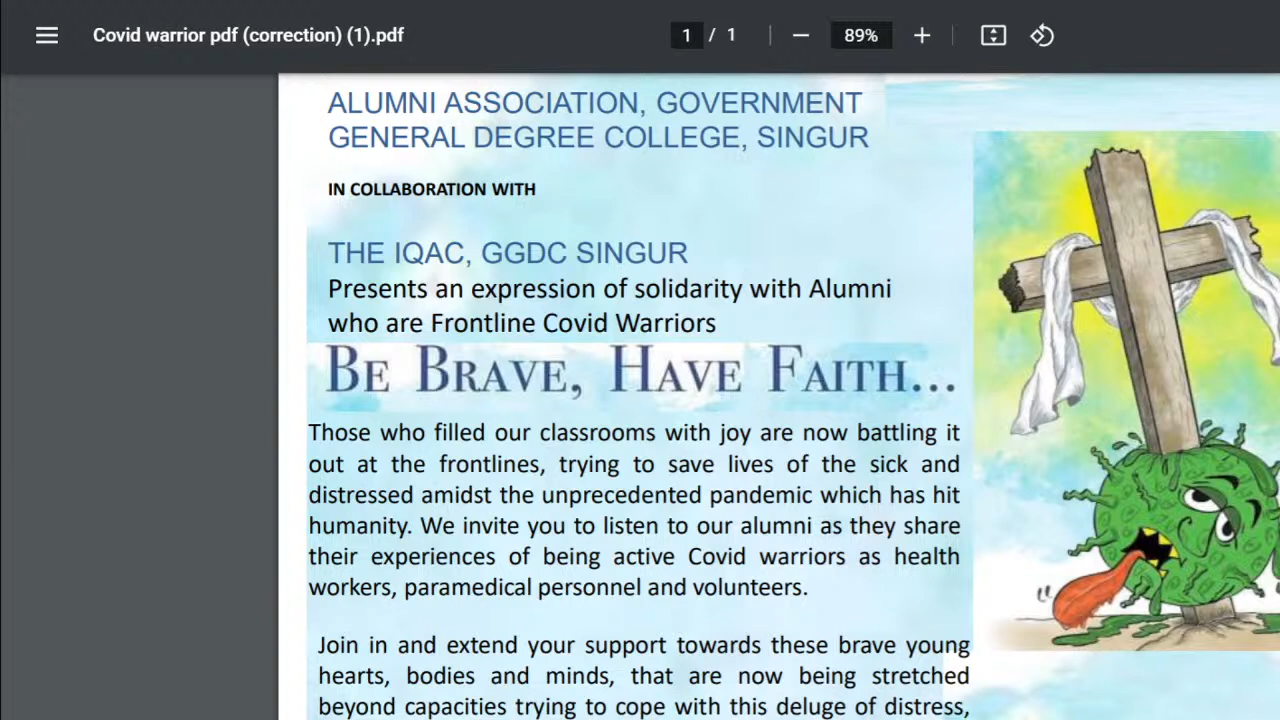 Covid warrior pdf (correction) (1).pdf
1 / 1
89%
ALUMNI ASSOCIATION, GOVERNMENT
GENERAL DEGREE COLLEGE, SINGUR
IN COLLABORATION WITH
THE IQAC, GGDC SINGUR
Presents an expression of solidarity with Alumni
who are Frontline Covid Warriors
BE BRAVE, HAVE FAITH...
Those who filled our classrooms with joy are now battling it
out at the frontlines, trying to save lives of the sick and
distressed amidst the unprecedented pandemic which has hit
humanity. We invite you to listen to our alumni as they share
their experiences of being active Covid warriors as health
workers, paramedical personnel and volunteers.
Join in and extend your support towards these brave young
hearts, bodies and minds, that are now being stretched
beyond capacities trying to cope with this deluge of distress,